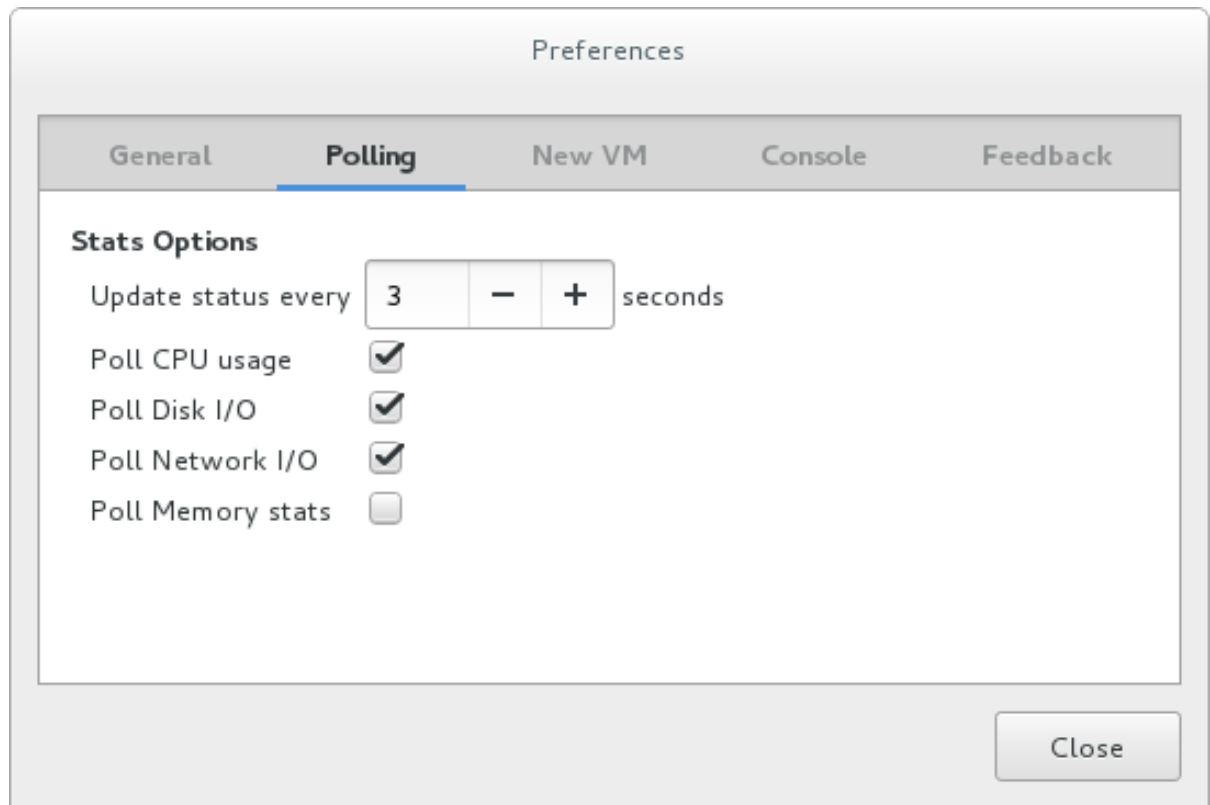 Preferences
General Polling New VM Console Feedback
Stats Options
Update status every 3 − + seconds
Poll CPU usage
Poll Disk I/O
Poll Network I/O
Poll Memory stats
Close